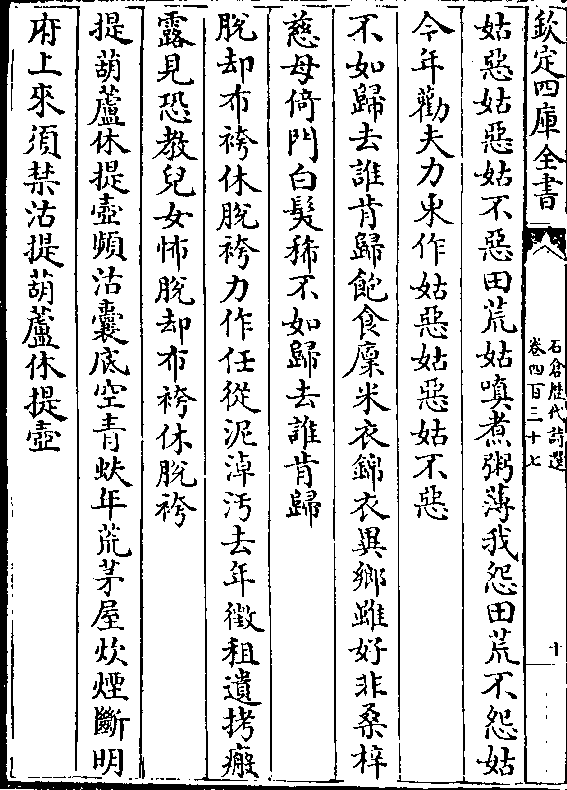 欽定四庫全書
石倉歷代詩選
卷四百三十七
十
姑惡姑惡姑不惡田荒姑嗔煮粥薄我怨田荒不怨姑
今年勸夫力東作姑惡姑惡姑不惡
不如歸去誰肯歸飽食廩米衣錦衣異鄉雖好非桑梓
慈母倚門白髮稀不如歸去誰肯歸
脫却布袴休脫袴力作任從泥淖汚去年徵租遺拷瘢
露見恐教兒女怖脫却布袴休脫袴
提葫蘆休提壺頻沽囊底空青蚨年荒茅屋炊煙斷明
府上來須禁沽提葫蘆休提壺